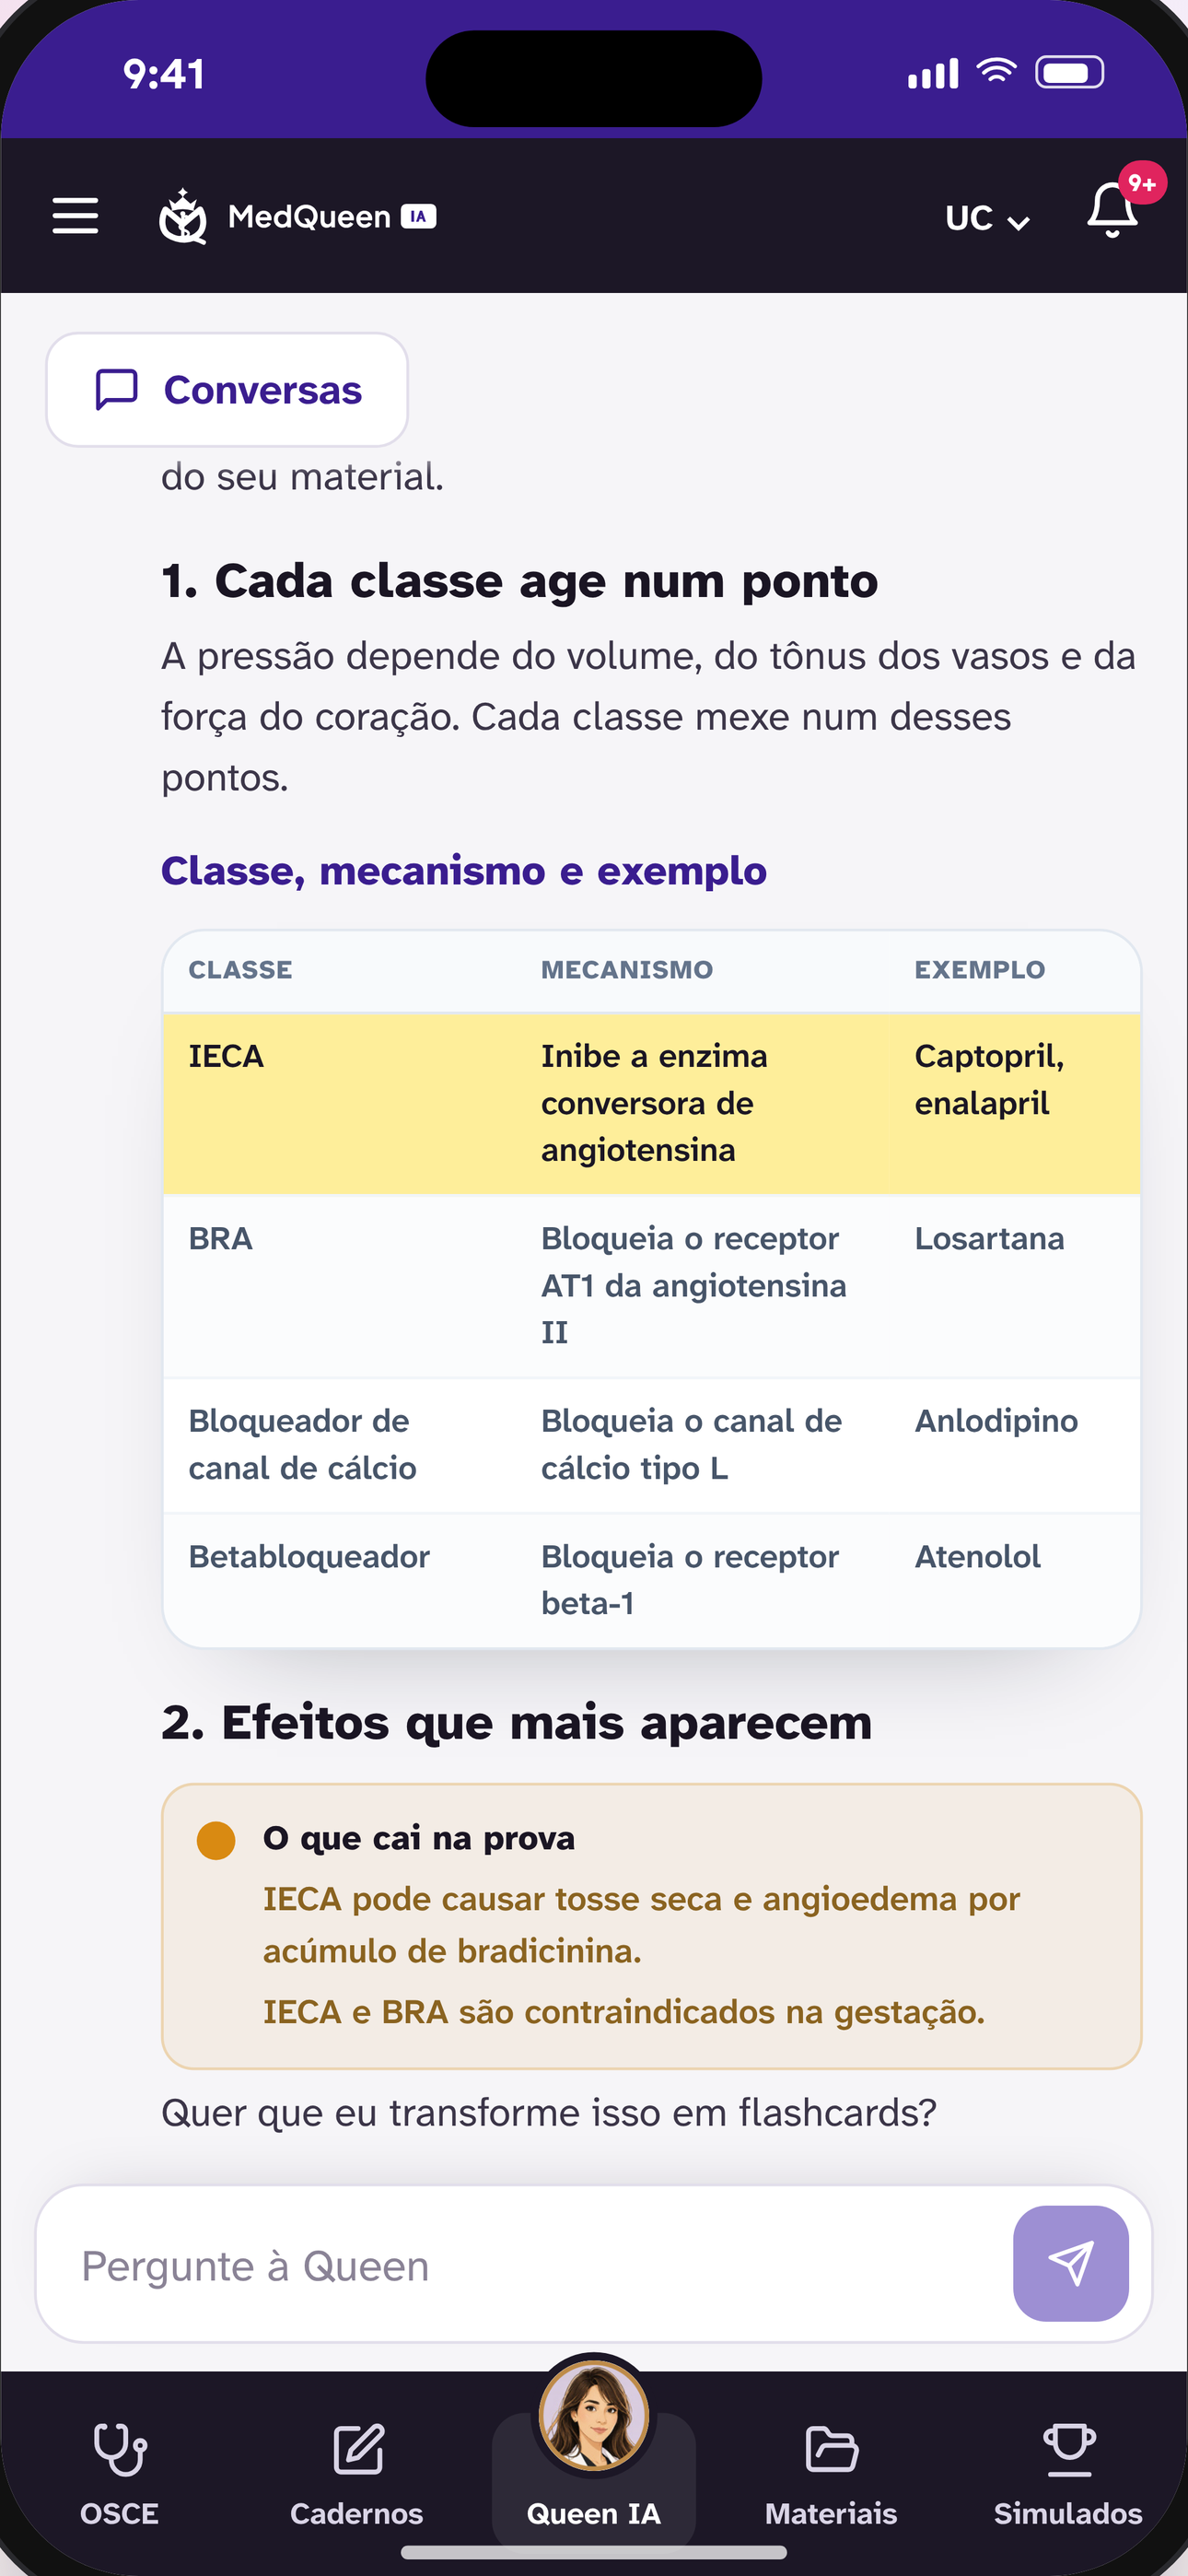 9:41
MedQueen IA
UC
9+
Conversas
do seu material.
1. Cada classe age num ponto
A pressão depende do volume, do tônus dos vasos e da
força do coração. Cada classe mexe num desses
pontos.
Classe, mecanismo e exemplo
CLASSE MECANISMO EXEMPLO
IECA Inibe a enzima Captopril,
conversora de enalapril
angiotensina
BRA Bloqueia o receptor Losartana
AT1 da angiotensina
II
Bloqueador de Bloqueia o canal de Anlodipino
canal de cálcio cálcio tipo L
Betabloqueador Bloqueia o receptor Atenolol
beta-1
2. Efeitos que mais aparecem
O que cai na prova
IECA pode causar tosse seca e angioedema por
acúmulo de bradicinina.
IECA e BRA são contraindicados na gestação.
Quer que eu transforme isso em flashcards?
Pergunte à Queen
OSCE Cadernos Queen IA Materiais Simulados